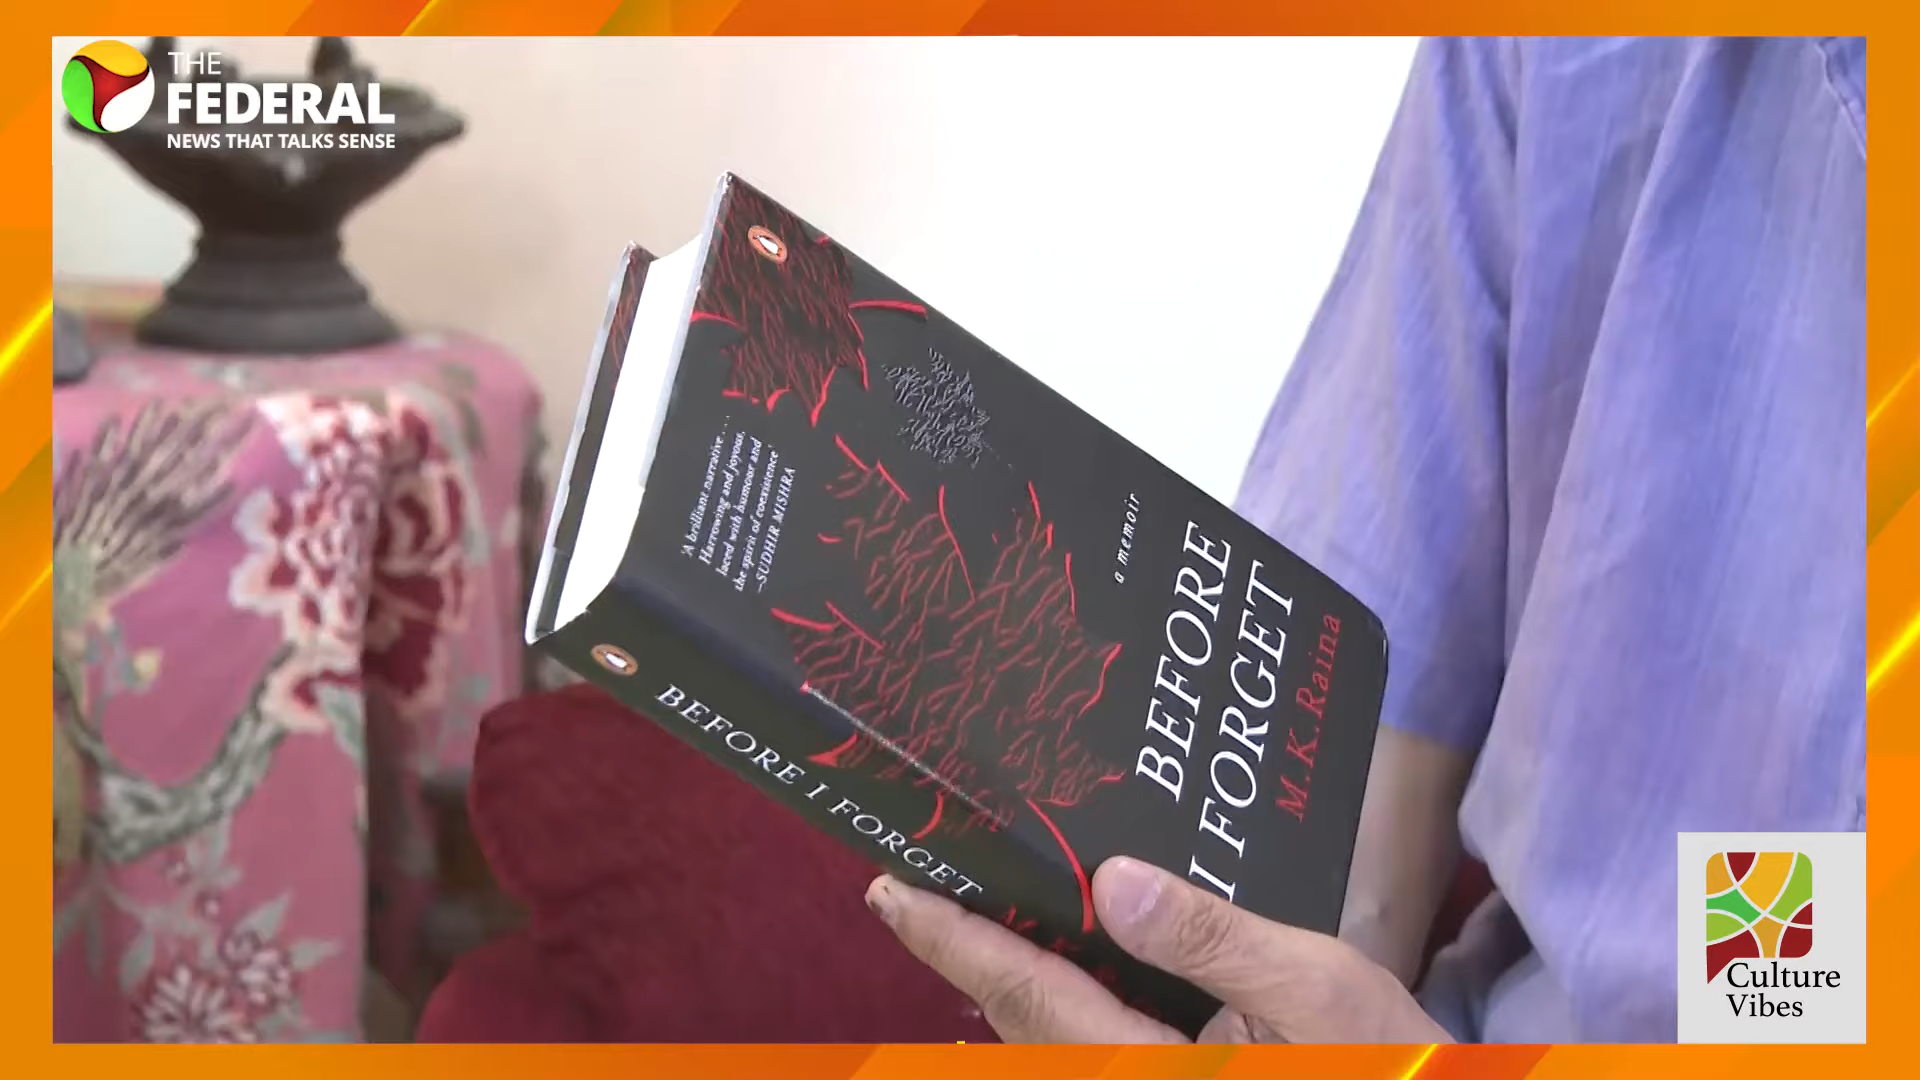 THE
FEDERAL
NEWS THAT TALKS SENSE
'A brilliant narrative . . .
Harrowing and joyous,
laced with humour and
the spirit of coexistence'
—SUDHIR MISHRA
a memoir
BEFORE
I FORGET
M.K.Raina
BEFORE I FORGET
Culture
Vibes